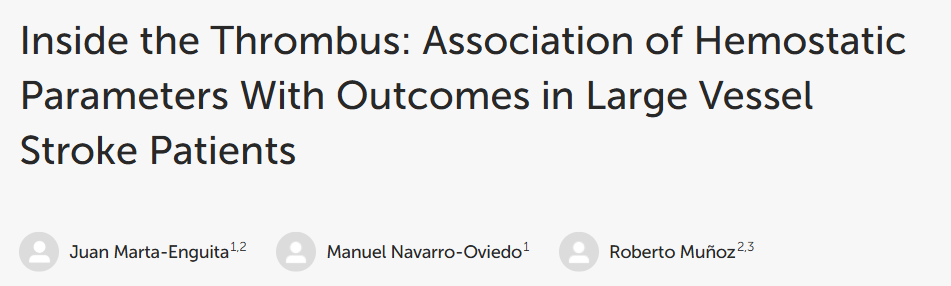 Inside the Thrombus: Association of Hemostatic
Parameters With Outcomes in Large Vessel
Stroke Patients
Juan Marta-Enguita1,2 Manuel Navarro-Oviedo1 Roberto Muñoz2,3